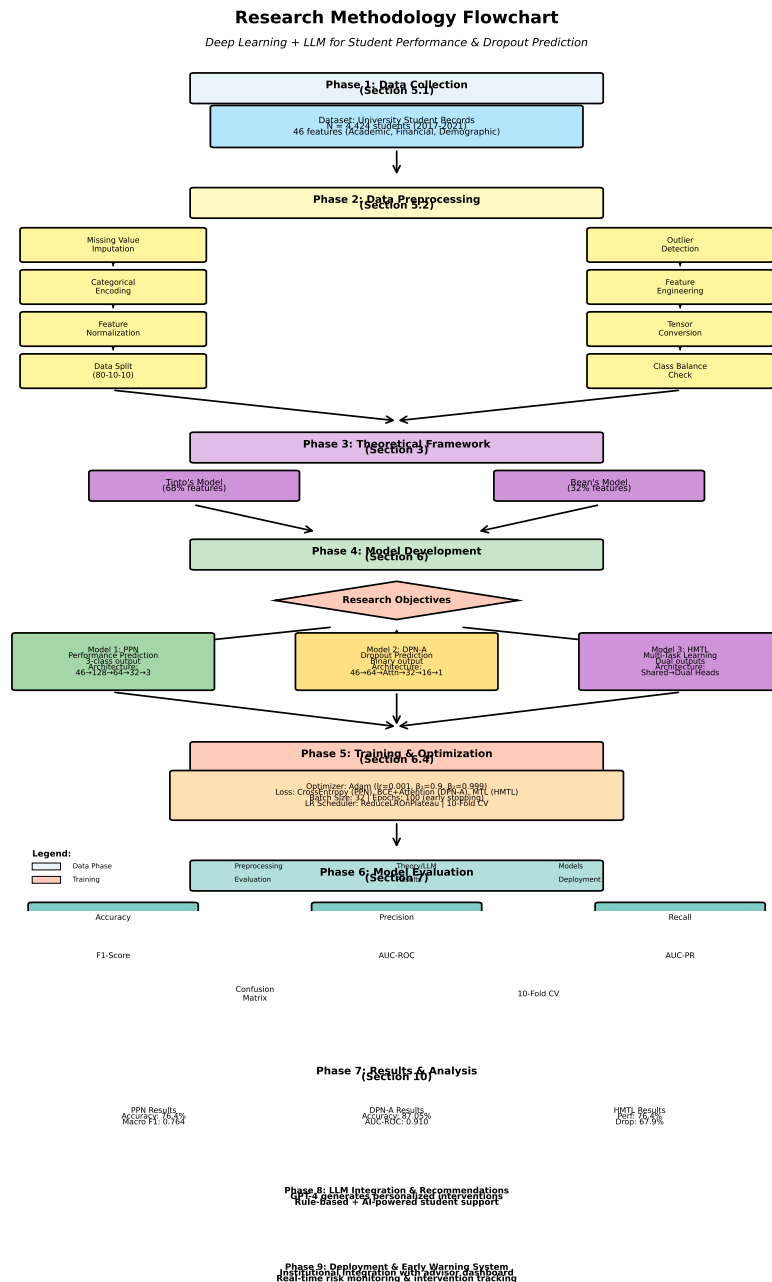 Research Methodology Flowchart
Deep Learning + LLM for Student Performance & Dropout Prediction
Phase 1: Data Collection
(Section 5.1)
Dataset: University Student Records
N = 4,424 students (2017-2021)
46 features (Academic, Financial, Demographic)
Phase 2: Data Preprocessing
(Section 5.2)
Missing Value
Imputation
Outlier
Detection
Categorical
Encoding
Feature
Engineering
Feature
Normalization
Tensor
Conversion
Data Split
(80-10-10)
Class Balance
Check
Phase 3: Theoretical Framework
(Section 3)
Tinto's Model
(68% features)
Bean's Model
(32% features)
Phase 4: Model Development
(Section 6)
Research Objectives
Model 1: PPN
Performance Prediction
3-class output
Architecture:
46→128→64→32→3
Model 2: DPN-A
Dropout Prediction
Binary output
Architecture:
46→64→Attn→32→16→1
Model 3: HMTL
Multi-Task Learning
Dual outputs
Architecture:
Shared→Dual Heads
Phase 5: Training & Optimization
(Section 6.4)
Optimizer: Adam (lr=0.001, β₁=0.9, β₂=0.999)
Loss: CrossEntropy (PPN), BCE+Attention (DPN-A), MTL (HMTL)
Batch Size: 32 | Epochs: 100 (early stopping)
LR Scheduler: ReduceLROnPlateau | 10-Fold CV
Legend:
Data Phase
Preprocessing
Theory/LLM
Models
Training
Evaluation
Results
Deployment
Phase 6: Model Evaluation
(Section 7)
Accuracy
Precision
Recall
F1-Score
AUC-ROC
AUC-PR
Confusion
Matrix
10-Fold CV
Phase 7: Results & Analysis
(Section 10)
PPN Results
Accuracy: 76.4%
Macro F1: 0.764
DPN-A Results
Accuracy: 87.05%
AUC-ROC: 0.910
HMTL Results
Perf: 76.4%
Drop: 67.9%
Phase 8: LLM Integration & Recommendations
GPT-4 generates personalized interventions
Rule-based + AI-powered student support
Phase 9: Deployment & Early Warning System
Institutional integration with advisor dashboard
Real-time risk monitoring & intervention tracking